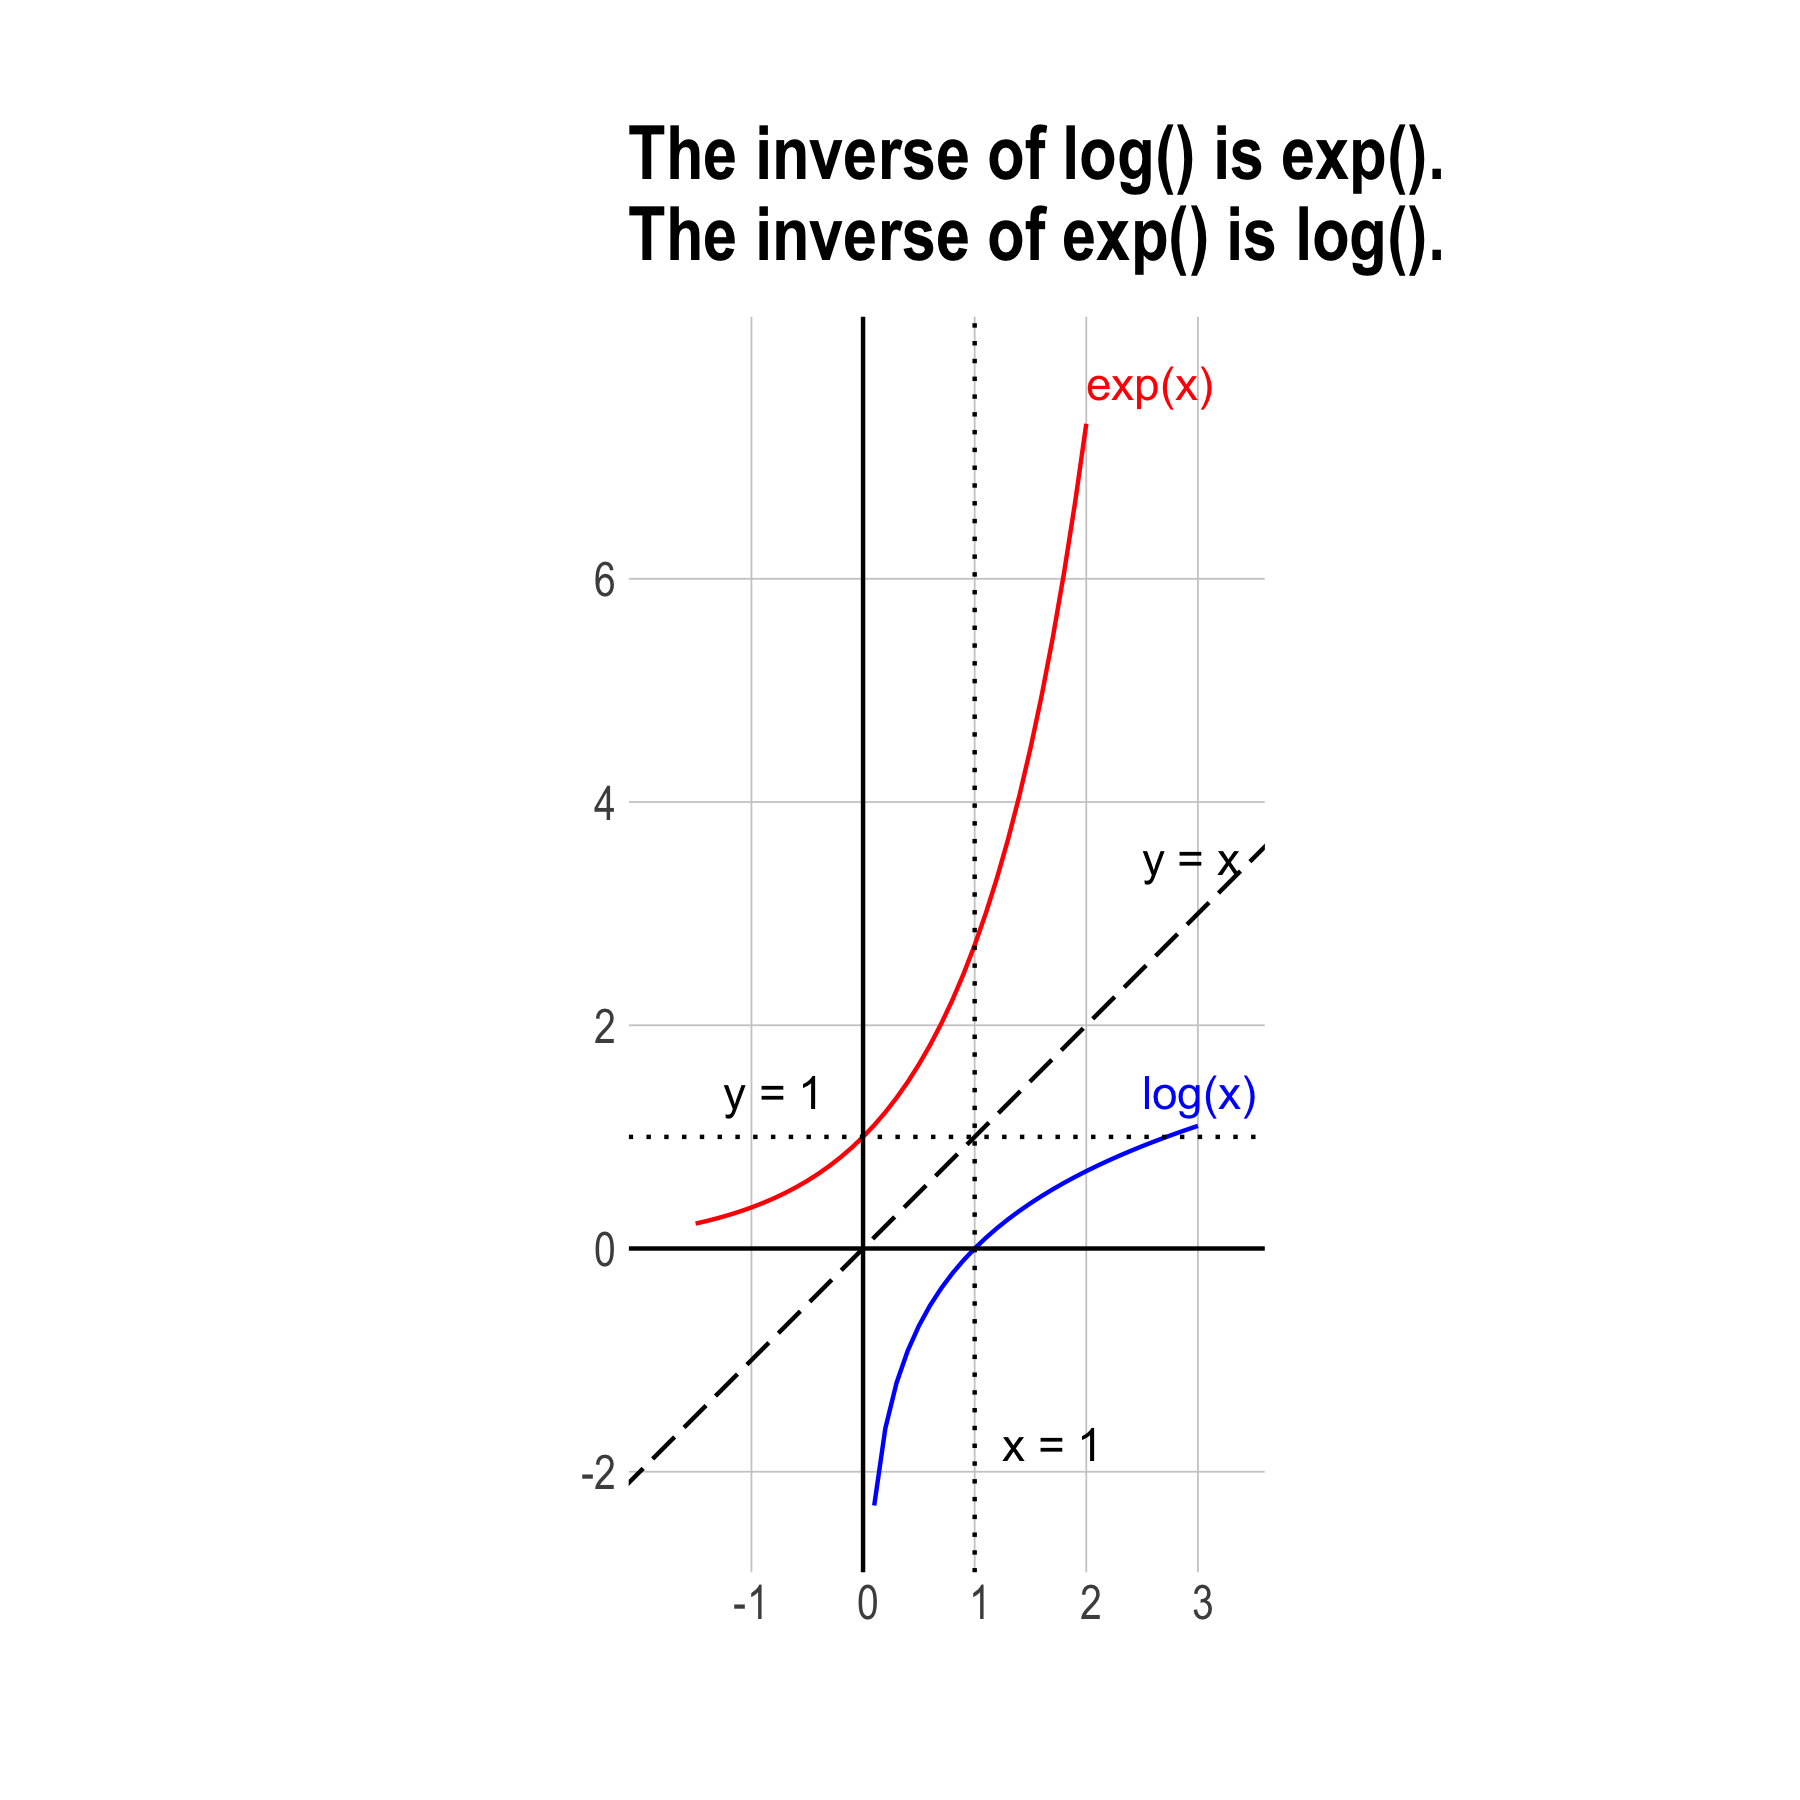 The inverse of log() is exp().
The inverse of exp() is log().
exp(x)
6
4
y = x
2
y = 1
log(x)
0
x = 1
-2
-1 0 1 2 3